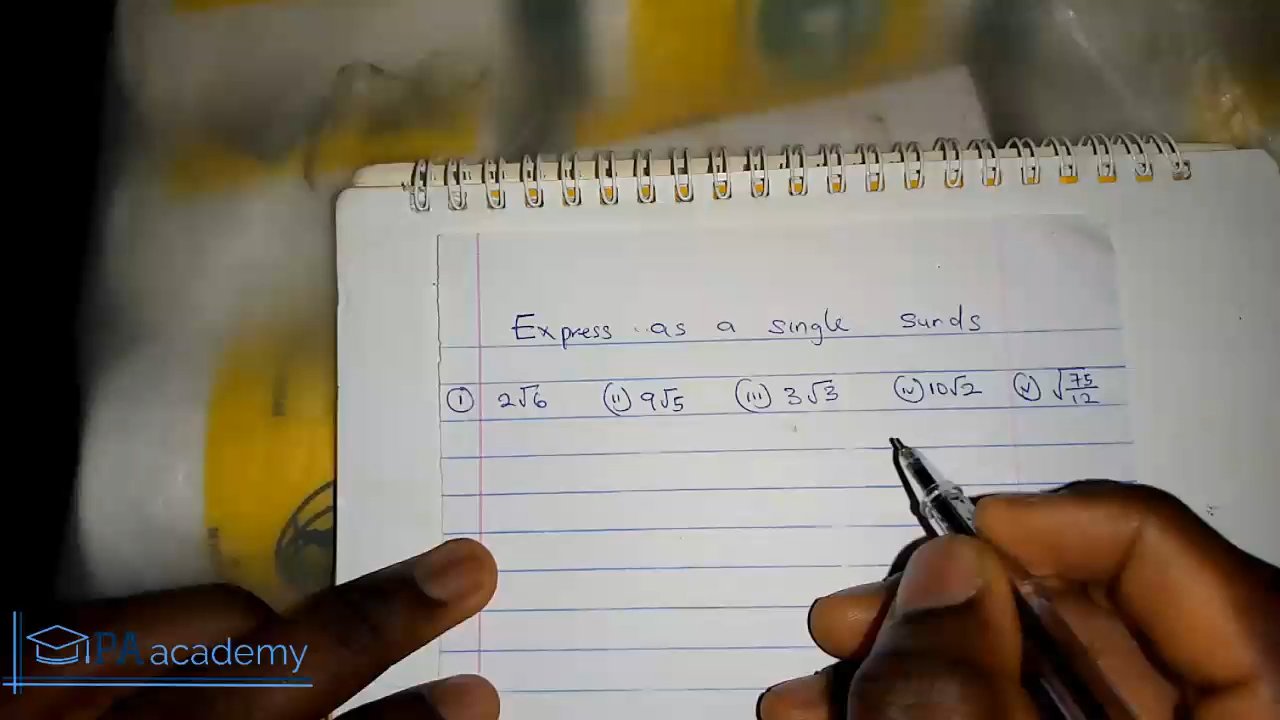 Express as a single surds
(i) 2√6 (ii) 9√5 (iii) 3√3 (iv) 10√2 (v) √75/12
PA academy